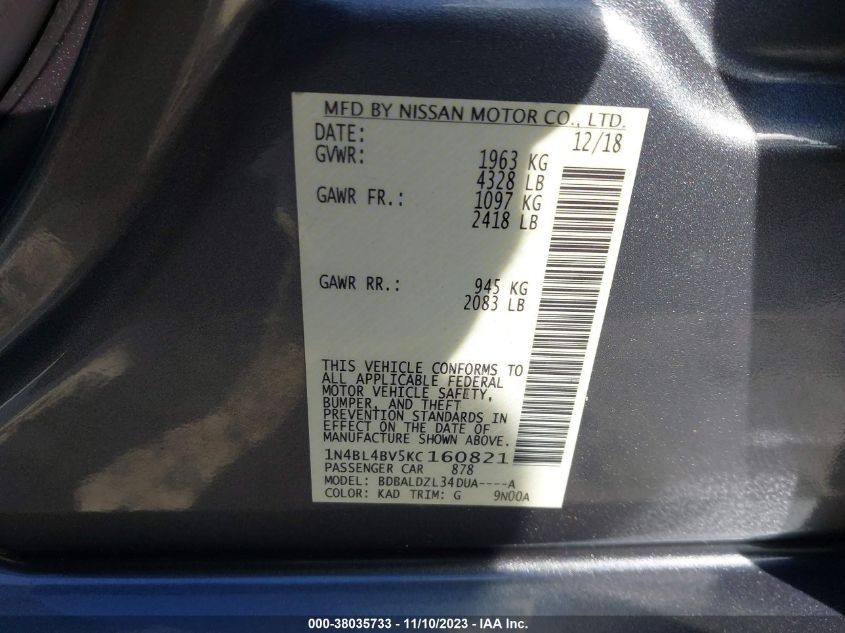 MFD BY NISSAN MOTOR CO., LTD.
DATE: 12/18
GVWR: 1963 KG
4328 LB
GAWR FR.: 1097 KG
2418 LB
GAWR RR.: 945 KG
2083 LB
THIS VEHICLE CONFORMS TO
ALL APPLICABLE FEDERAL
MOTOR VEHICLE SAFETY,
BUMPER, AND THEFT
PREVENTION STANDARDS IN
EFFECT ON THE DATE OF
MANUFACTURE SHOWN ABOVE.
1N4BL4BV5KC160821
PASSENGER CAR 878
MODEL: BDBALDZL34DUA----A
COLOR: KAD TRIM: G 9N00A
000-38035733 - 11/10/2023 - IAAI Inc.